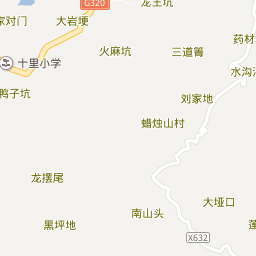 龙王坑
G320
家对门
大岩埂
药材
火麻坑
三道箐
十里小学
水沟
鸭子坑
刘家地
蜡烛山村
龙摆尾
大垭口
南山头
黑坪地
X632